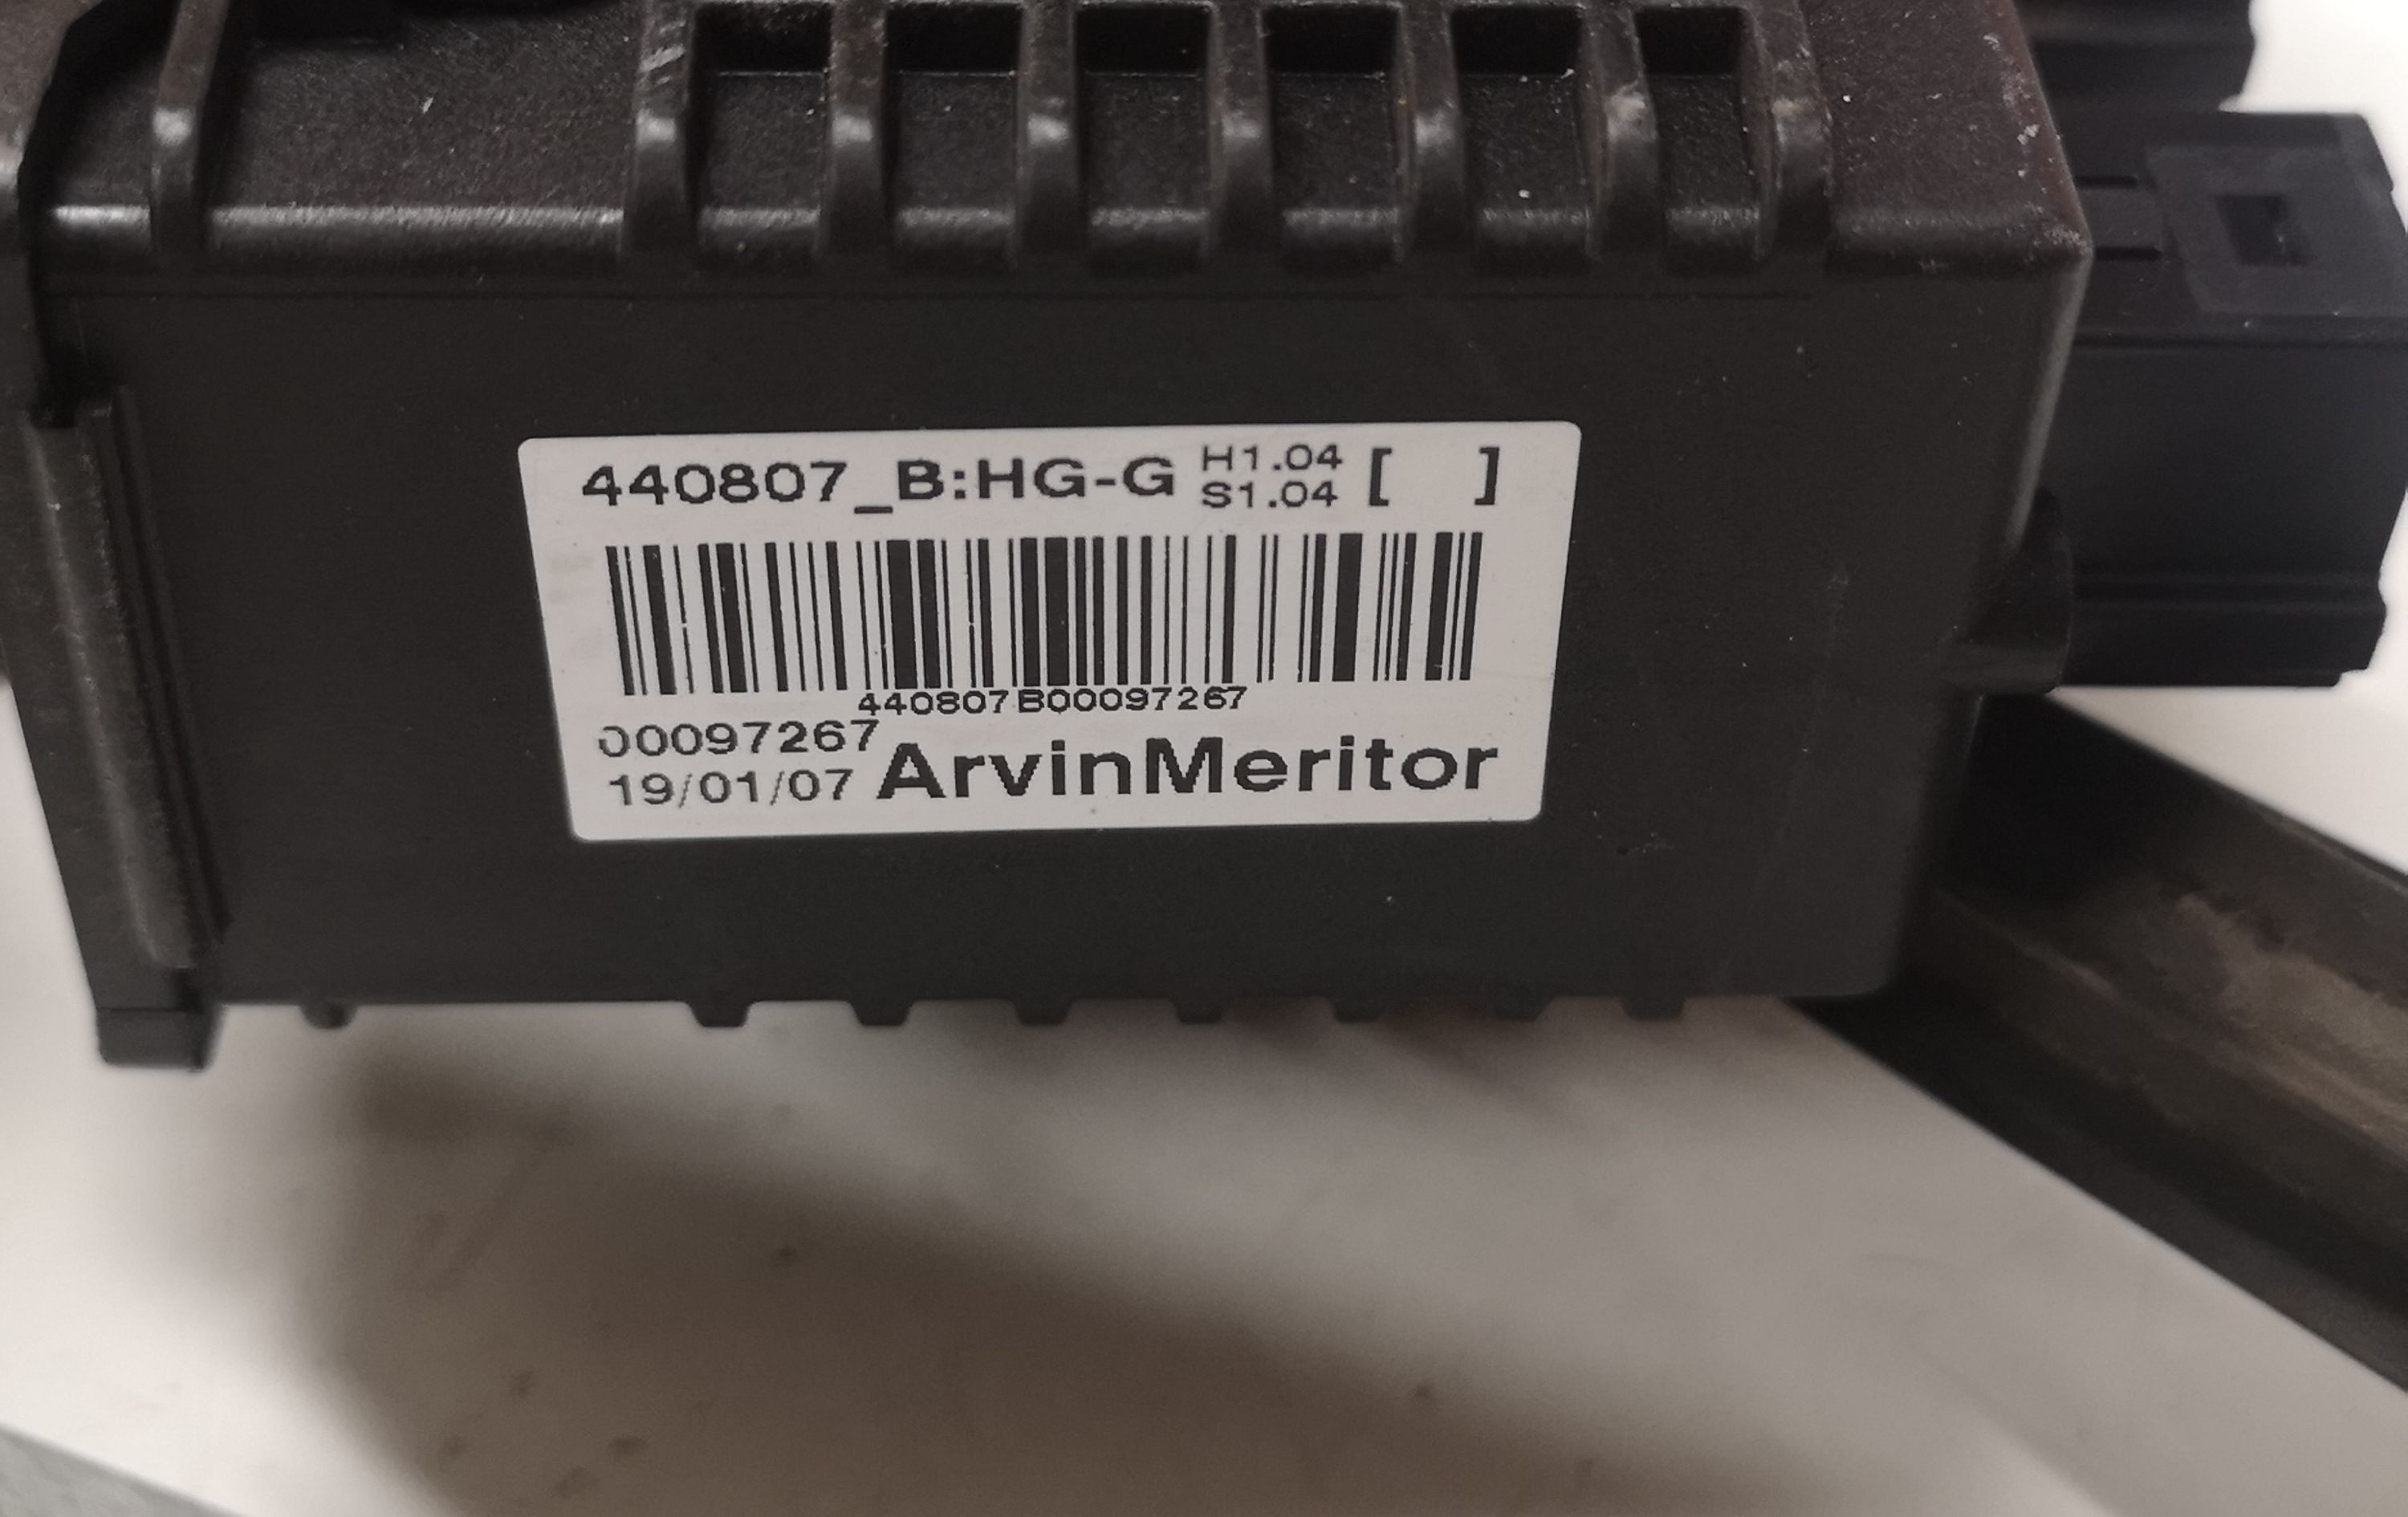 440807_B:HG-G H1.04 [ ]
S1.04
440807B00097267
00097267
19/01/07 ArvinMeritor